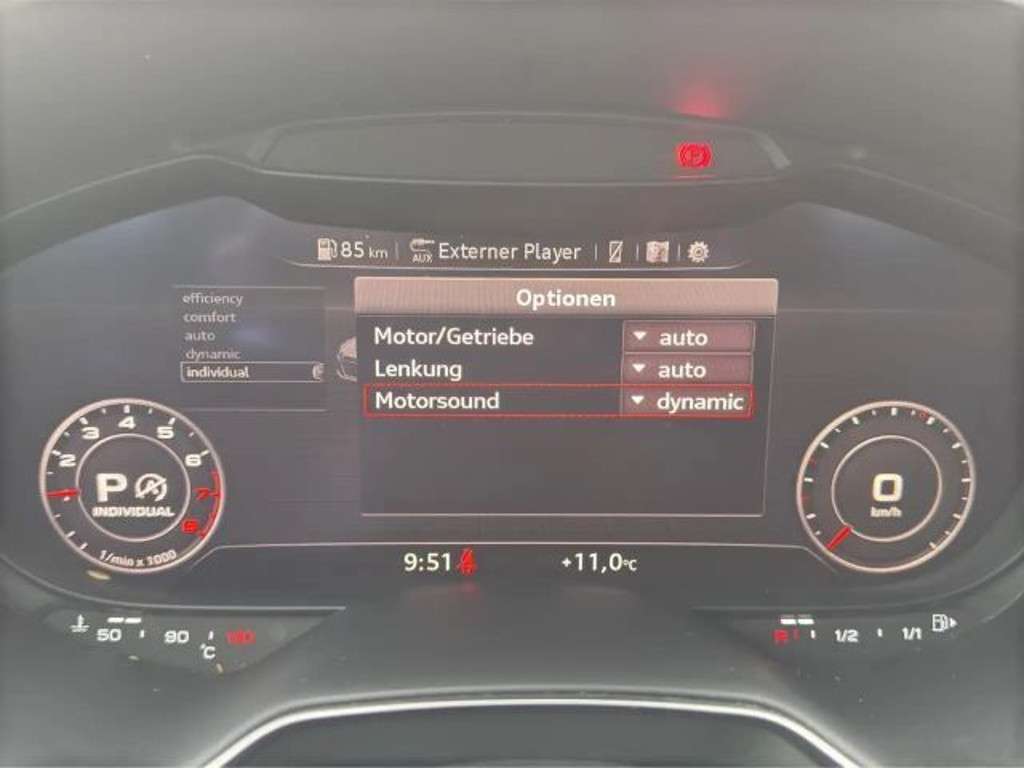 (P)
85 km
AUX Externer Player
efficiency
comfort
auto
dynamic
individual
Optionen
Motor/Getriebe auto
Lenkung auto
Motorsound dynamic
2 3 4 5 6 7 8
P
INDIVIDUAL
1/min x 1000
0
km/h
9:51
+11,0°C
50 90 130
°C
R 1/2 1/1